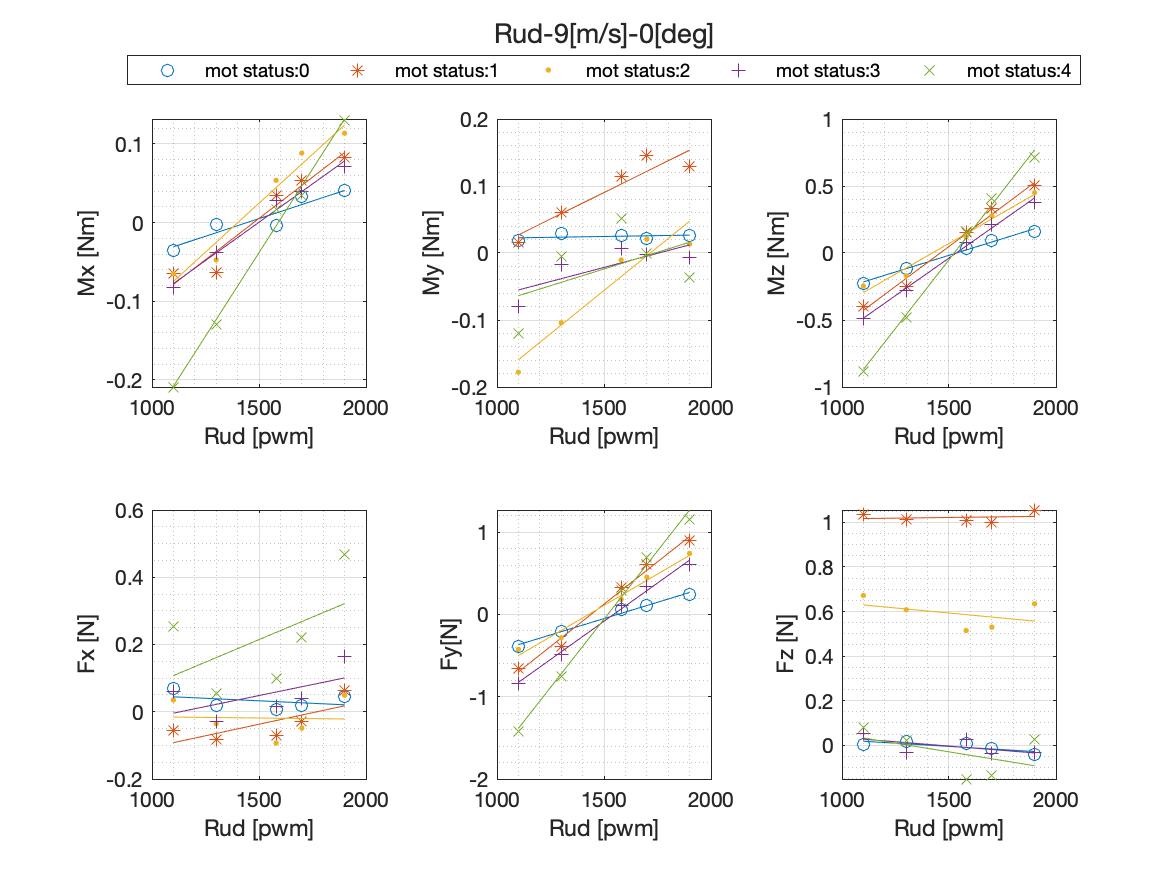 Rud-9[m/s]-0[deg]
mot status:0 mot status:1 mot status:2 mot status:3 mot status:4
0.1
0
-0.1
-0.2
1000 1500 2000
Mx [Nm]
Rud [pwm]
0.2
0.1
0
-0.1
-0.2
1000 1500 2000
My [Nm]
Rud [pwm]
1
0.5
0
-0.5
-1
1000 1500 2000
Mz [Nm]
Rud [pwm]
0.6
0.4
0.2
0
-0.2
1000 1500 2000
Fx [N]
Rud [pwm]
1
0
-1
-2
1000 1500 2000
Fy[N]
Rud [pwm]
1
0.8
0.6
0.4
0.2
0
1000 1500 2000
Fz [N]
Rud [pwm]